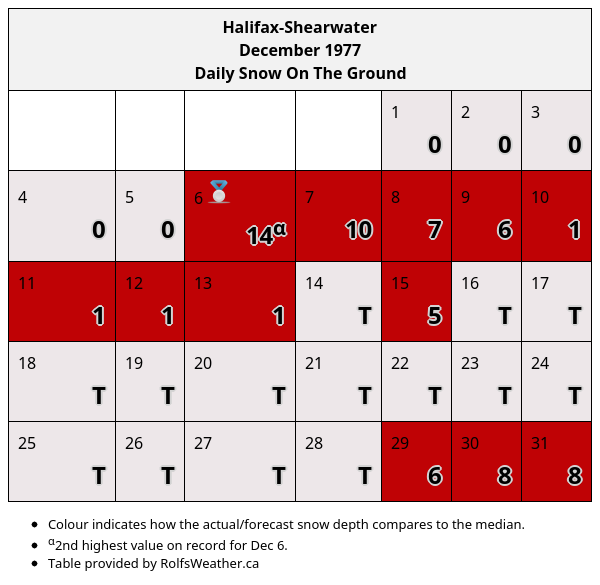 Halifax-Shearwater
December 1977
Daily Snow On The Ground
1 2 3
0 0 0
4 5 6 7 8 9 10
0 0 14α 10 7 6 1
11 12 13 14 15 16 17
1 1 1 T 5 T T
18 19 20 21 22 23 24
T T T T T T T
25 26 27 28 29 30 31
T T T T 6 8 8
• Colour indicates how the actual/forecast snow depth compares to the median.
• α2nd highest value on record for Dec 6.
• Table provided by RolfsWeather.ca